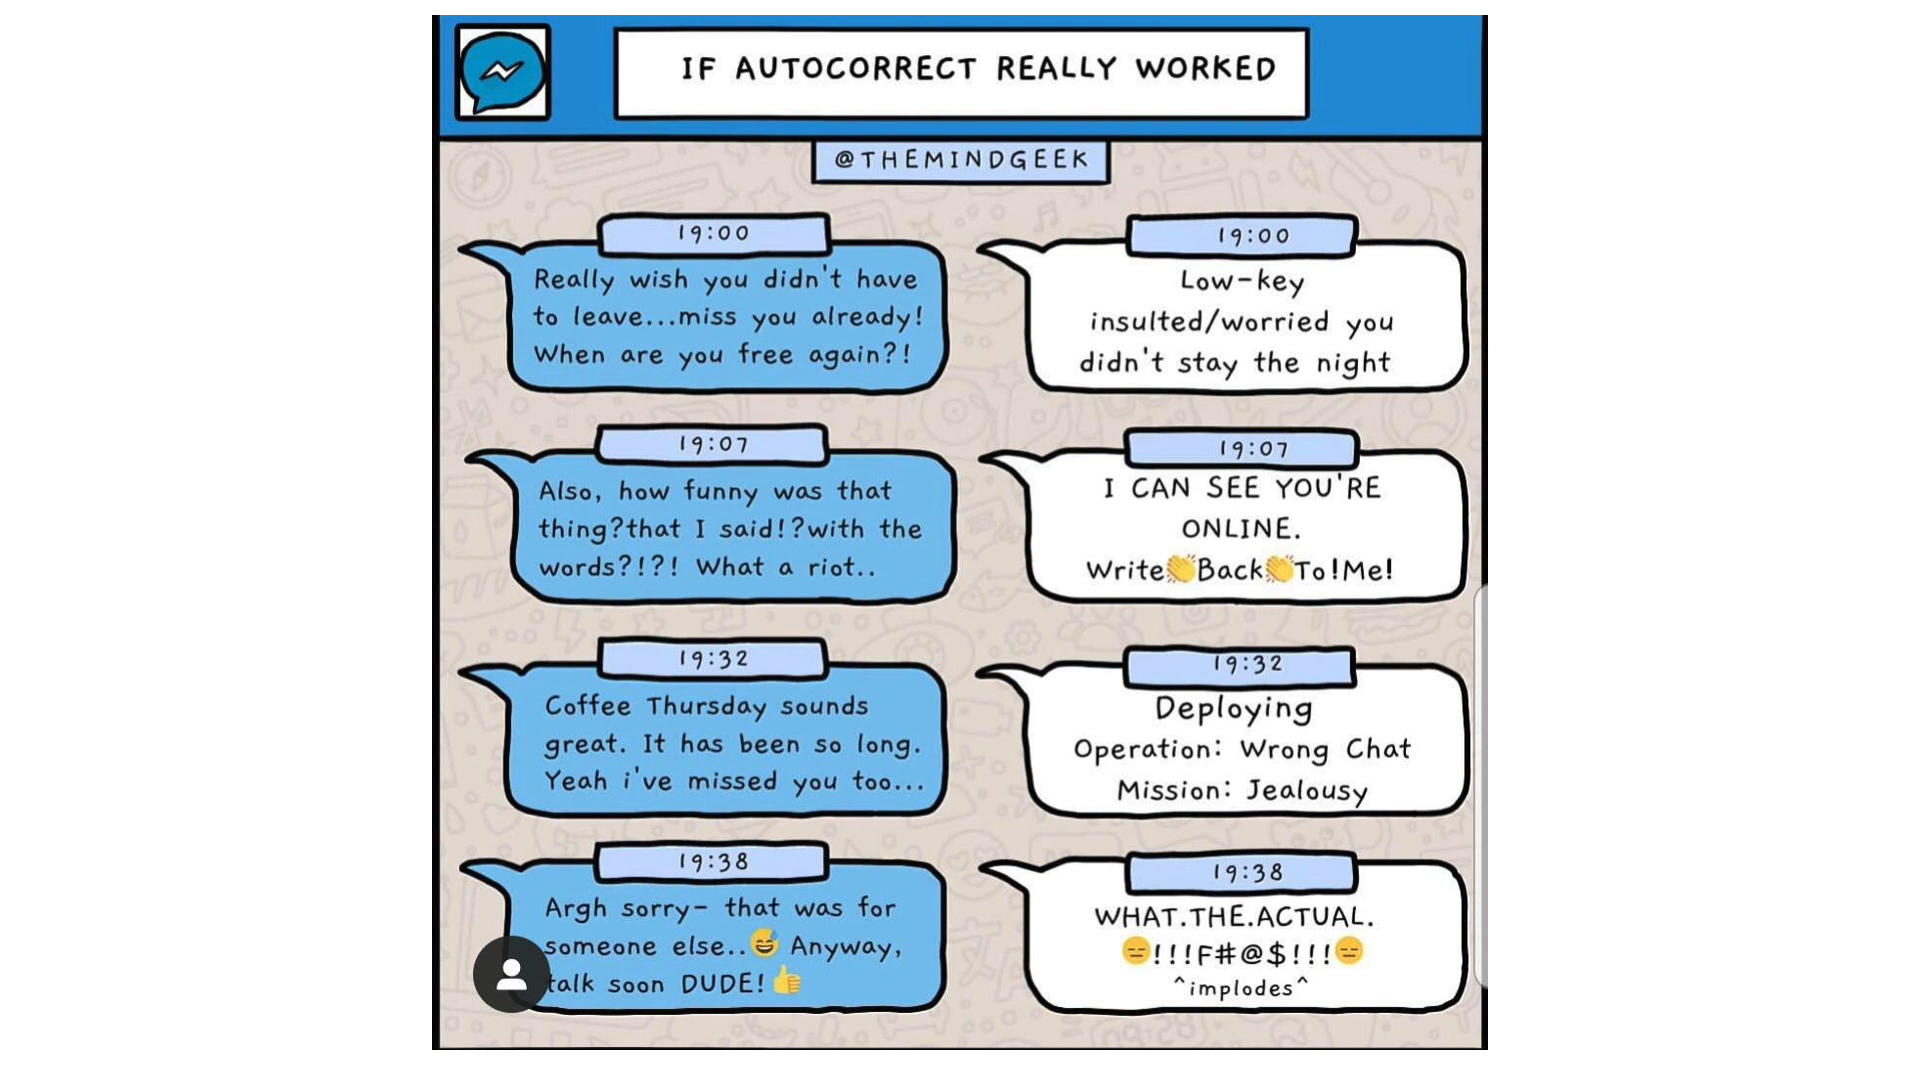 IF AUTOCORRECT REALLY WORKED
@THEMINDGEEK
19:00
Really wish you didn't have
to leave...miss you already!
When are you free again?!
19:00
Low-key
insulted/worried you
didn't stay the night
19:07
Also, how funny was that
thing?that I said!?with the
words?!?! What a riot..
19:07
I CAN SEE YOU'RE
ONLINE.
Write👏Back👏To!Me!
19:32
Coffee Thursday sounds
great. It has been so long.
Yeah i've missed you too...
19:32
Deploying
Operation: Wrong Chat
Mission: Jealousy
19:38
Argh sorry- that was for
someone else..😅 Anyway,
talk soon DUDE!👍
19:38
WHAT.THE.ACTUAL.
😑!!!F#@$!!!😑
^implodes^